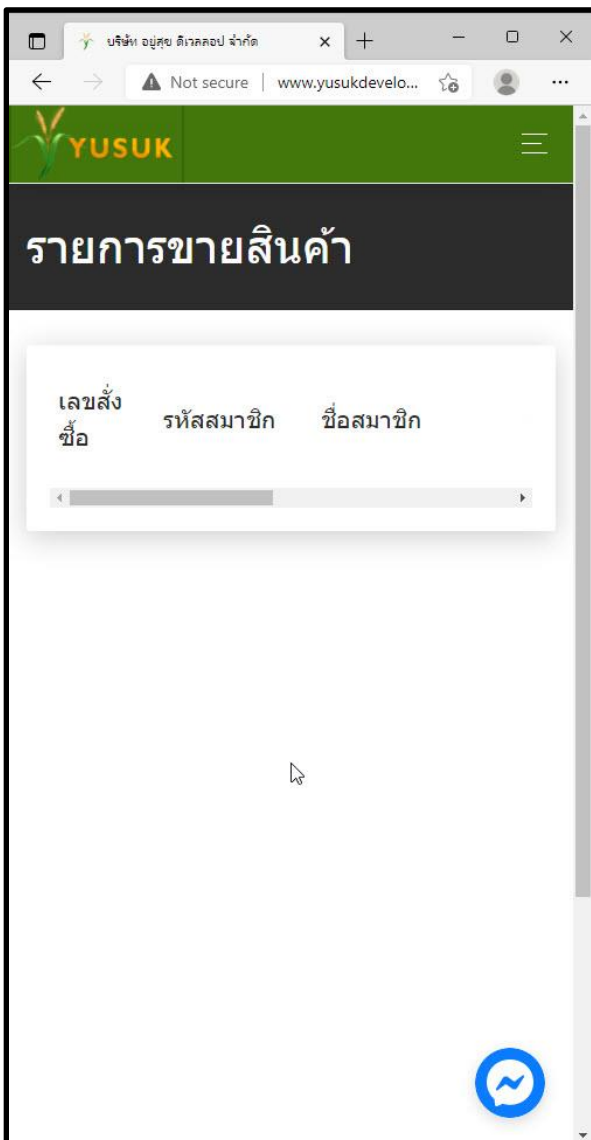 บริษัท อยู่สุข ดิเวลลอป จำกัด
Not secure | www.yusukdevelo...
YUSUK
รายการขายสินค้า
เลขสั่ง
ซื้อ
รหัสสมาชิก
ชื่อสมาชิก